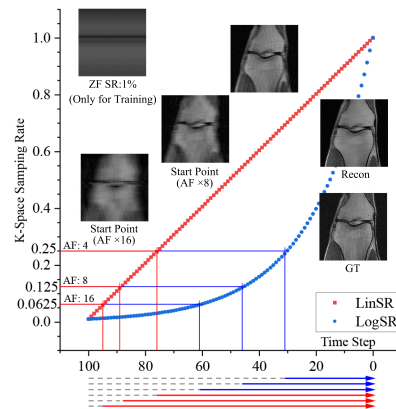 1.0
ZF SR:1%
(Only for Training)
0.8
K-Space Sampling Rate
0.6
Start Point
(AF ×8)
Recon
0.4
Start Point
(AF ×16)
0.25
AF: 4
0.2
GT
0.125
AF: 8
0.0625
AF: 16
0.0
LinSR
LogSR
Time Step
100
80
60
40
20
0